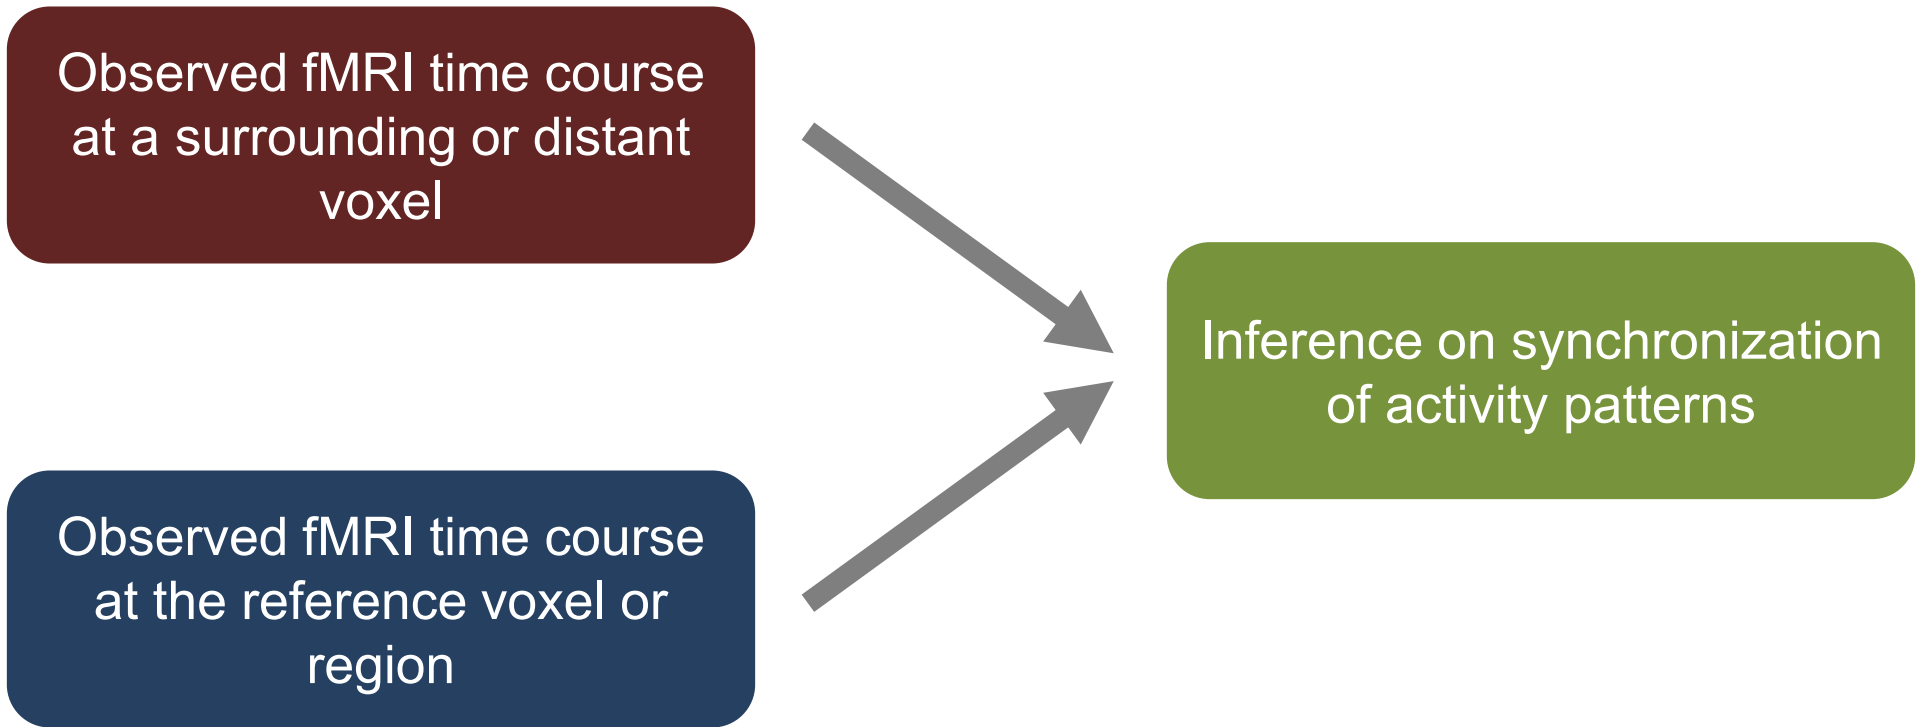 Observed fMRI time course
at a surrounding or distant
voxel
Inference on synchronization
of activity patterns
Observed fMRI time course
at the reference voxel or
region